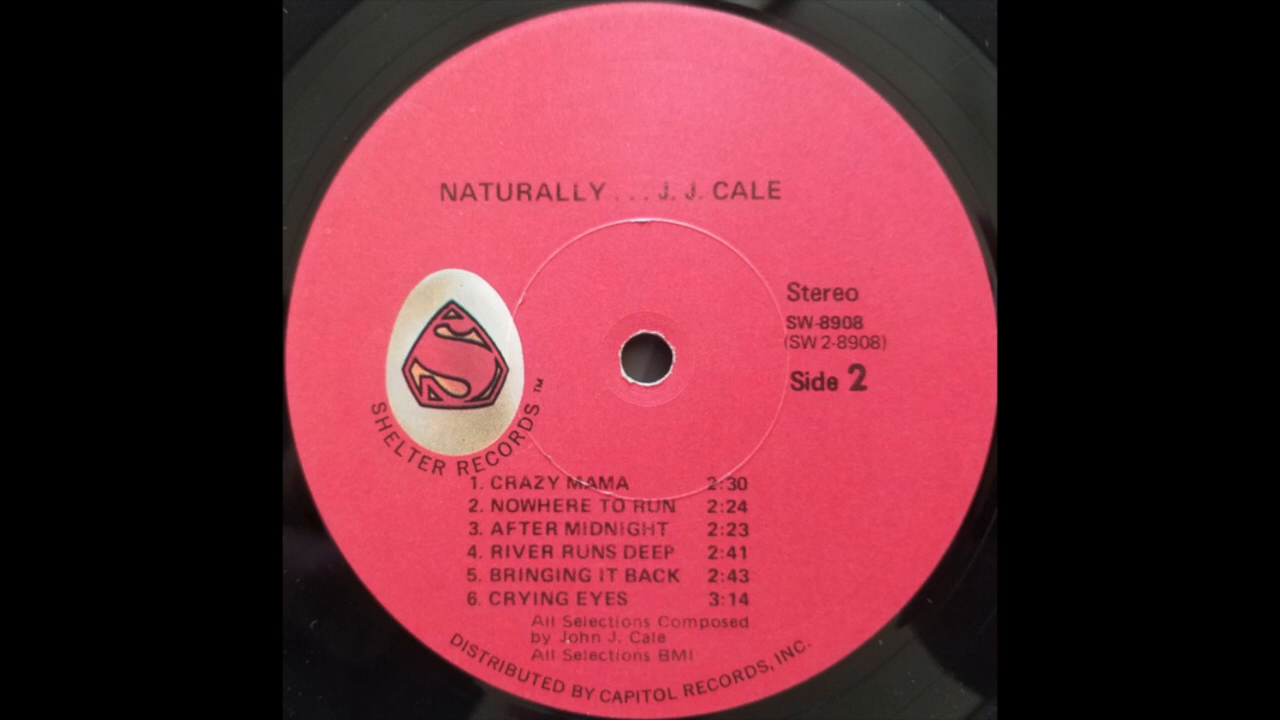 NATURALLY . . . J. J. CALE
Stereo
SW-8908
(SW 2-8908)
Side 2
S
SHELTER RECORDS ™
1. CRAZY MAMA 2:30
2. NOWHERE TO RUN 2:24
3. AFTER MIDNIGHT 2:23
4. RIVER RUNS DEEP 2:41
5. BRINGING IT BACK 2:43
6. CRYING EYES 3:14
All Selections Composed
by John J. Cale
All Selections BMI
DISTRIBUTED BY CAPITOL RECORDS, INC.